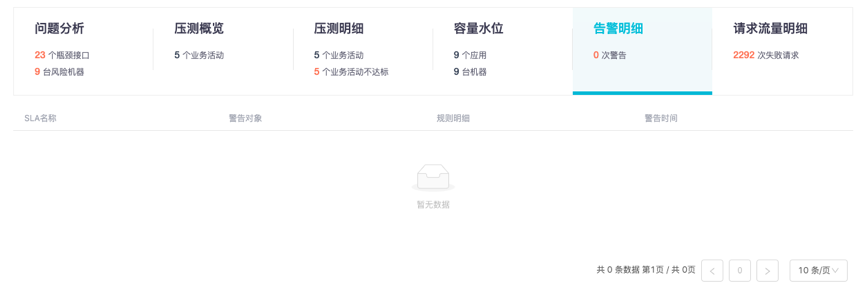 问题分析
23 个瓶颈接口
9 台风险机器
压测概览
5 个业务活动
压测明细
5 个业务活动
5 个业务活动不达标
容量水位
9 个应用
9 台机器
告警明细
0 次警告
请求流量明细
2292 次失败请求
SLA名称 警告对象 规则明细 警告时间
暂无数据
共 0 条数据 第1页 / 共 0页 0 10 条/页